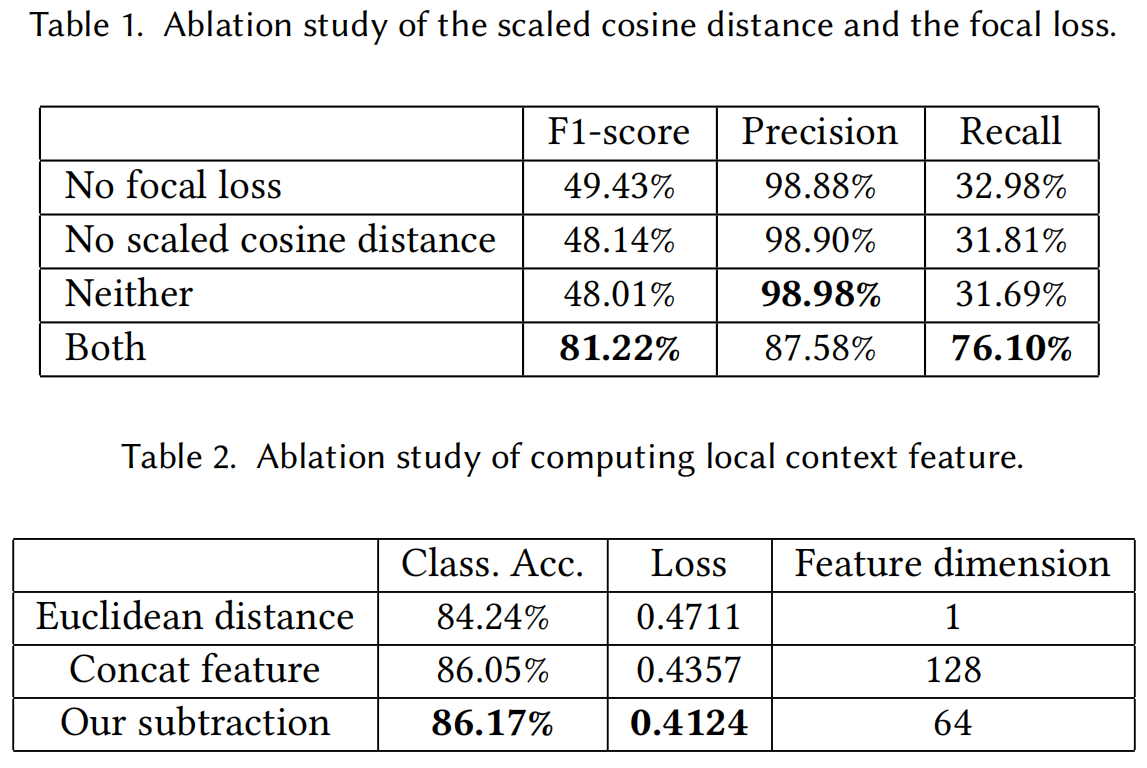 Table 1. Ablation study of the scaled cosine distance and the focal loss.
F1-score Precision Recall
No focal loss 49.43% 98.88% 32.98%
No scaled cosine distance 48.14% 98.90% 31.81%
Neither 48.01% 98.98% 31.69%
Both 81.22% 87.58% 76.10%
Table 2. Ablation study of computing local context feature.
Class. Acc. Loss Feature dimension
Euclidean distance 84.24% 0.4711 1
Concat feature 86.05% 0.4357 128
Our subtraction 86.17% 0.4124 64